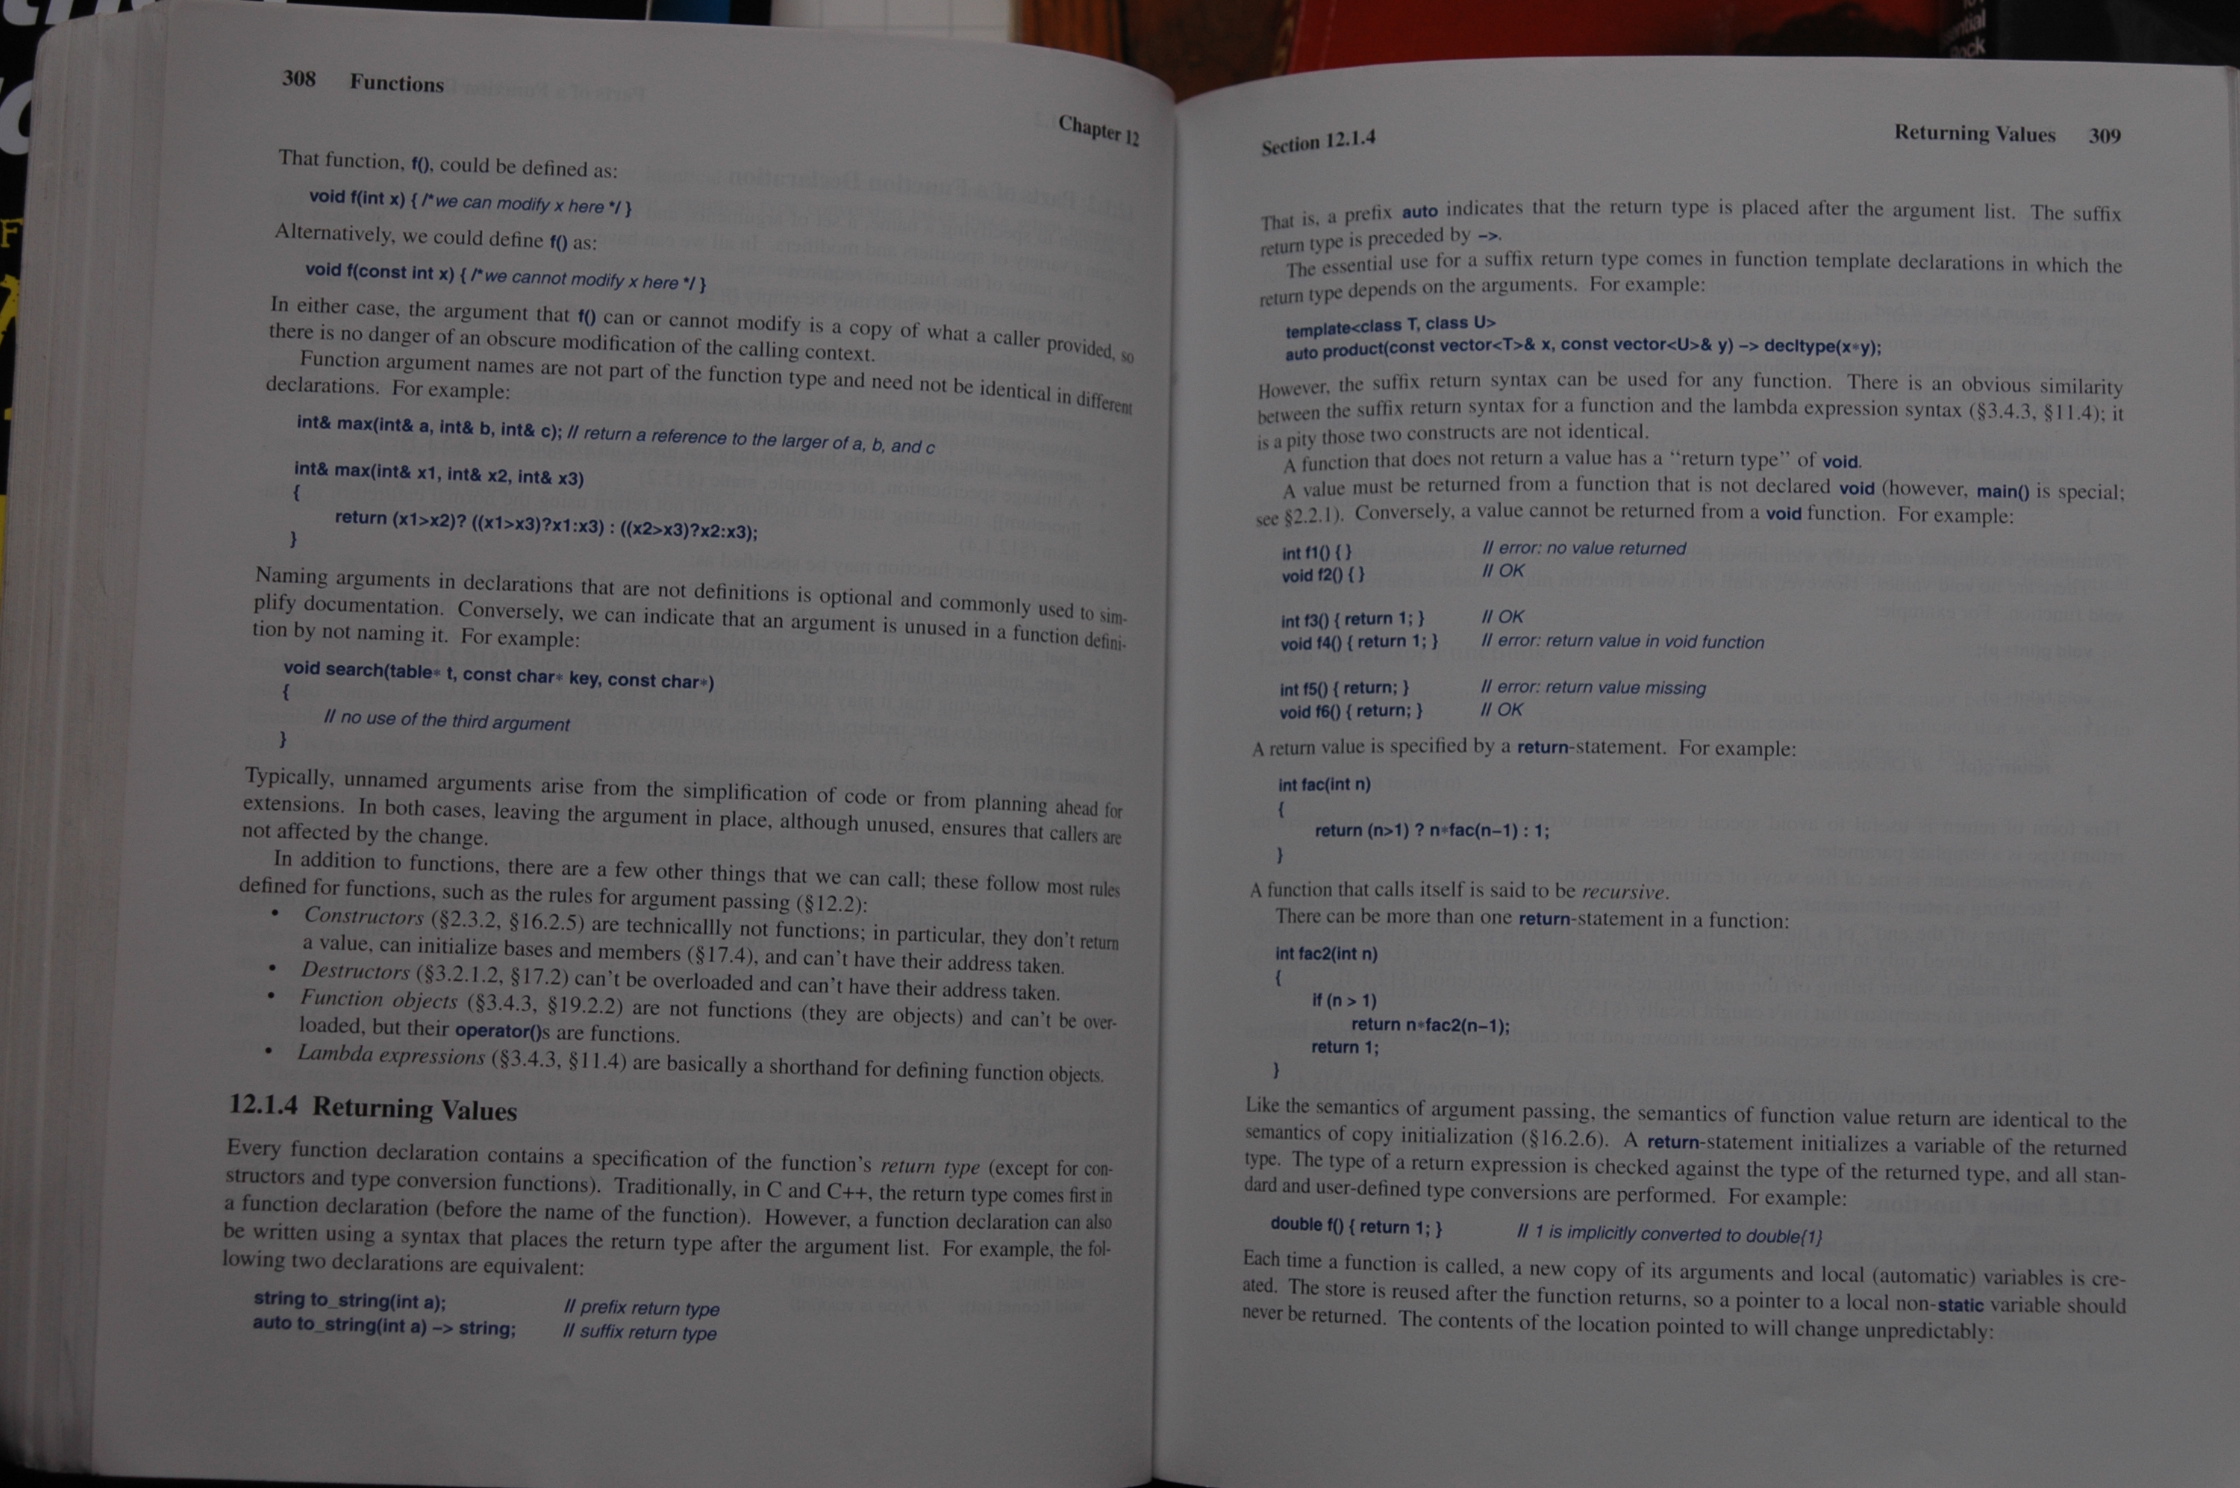 308 Functions
Chapter 12
That function, f(), could be defined as:
void f(int x) { /*we can modify x here */ }
Alternatively, we could define f() as:
void f(const int x) { /*we cannot modify x here */ }
In either case, the argument that f() can or cannot modify is a copy of what a caller provided, so
there is no danger of an obscure modification of the calling context.
Function argument names are not part of the function type and need not be identical in different
declarations. For example:
int& max(int& a, int& b, int& c); // return a reference to the larger of a, b, and c
int& max(int& x1, int& x2, int& x3)
{
return (x1>x2)? ((x1>x3)?x1:x3) : ((x2>x3)?x2:x3);
}
Naming arguments in declarations that are not definitions is optional and commonly used to sim-
plify documentation. Conversely, we can indicate that an argument is unused in a function defini-
tion by not naming it. For example:
void search(table* t, const char* key, const char*)
{
// no use of the third argument
}
Typically, unnamed arguments arise from the simplification of code or from planning ahead for
extensions. In both cases, leaving the argument in place, although unused, ensures that callers are
not affected by the change.
In addition to functions, there are a few other things that we can call; these follow most rules
defined for functions, such as the rules for argument passing (§12.2):
• Constructors (§2.3.2, §16.2.5) are technicallly not functions; in particular, they don't return
a value, can initialize bases and members (§17.4), and can't have their address taken.
• Destructors (§3.2.1.2, §17.2) can't be overloaded and can't have their address taken.
• Function objects (§3.4.3, §19.2.2) are not functions (they are objects) and can't be over-
loaded, but their operator()s are functions.
• Lambda expressions (§3.4.3, §11.4) are basically a shorthand for defining function objects.
12.1.4 Returning Values
Every function declaration contains a specification of the function's return type (except for con-
structors and type conversion functions). Traditionally, in C and C++, the return type comes first in
a function declaration (before the name of the function). However, a function declaration can also
be written using a syntax that places the return type after the argument list. For example, the fol-
lowing two declarations are equivalent:
string to_string(int a); // prefix return type
auto to_string(int a) -> string; // suffix return type
Section 12.1.4
Returning Values 309
That is, a prefix auto indicates that the return type is placed after the argument list. The suffix
return type is preceded by ->.
The essential use for a suffix return type comes in function template declarations in which the
return type depends on the arguments. For example:
template<class T, class U>
auto product(const vector<T>& x, const vector<U>& y) -> decltype(x*y);
However, the suffix return syntax can be used for any function. There is an obvious similarity
between the suffix return syntax for a function and the lambda expression syntax (§3.4.3, §11.4); it
is a pity those two constructs are not identical.
A function that does not return a value has a "return type" of void.
A value must be returned from a function that is not declared void (however, main() is special;
see §2.2.1). Conversely, a value cannot be returned from a void function. For example:
int f1() { } // error: no value returned
void f2() { } // OK
int f3() { return 1; } // OK
void f4() { return 1; } // error: return value in void function
int f5() { return; } // error: return value missing
void f6() { return; } // OK
A return value is specified by a return-statement. For example:
int fac(int n)
{
return (n>1) ? n*fac(n-1) : 1;
}
A function that calls itself is said to be recursive.
There can be more than one return-statement in a function:
int fac2(int n)
{
if (n > 1)
return n*fac2(n-1);
return 1;
}
Like the semantics of argument passing, the semantics of function value return are identical to the
semantics of copy initialization (§16.2.6). A return-statement initializes a variable of the returned
type. The type of a return expression is checked against the type of the returned type, and all stan-
dard and user-defined type conversions are performed. For example:
double f() { return 1; } // 1 is implicitly converted to double{1}
Each time a function is called, a new copy of its arguments and local (automatic) variables is cre-
ated. The store is reused after the function returns, so a pointer to a local non-static variable should
never be returned. The contents of the location pointed to will change unpredictably: